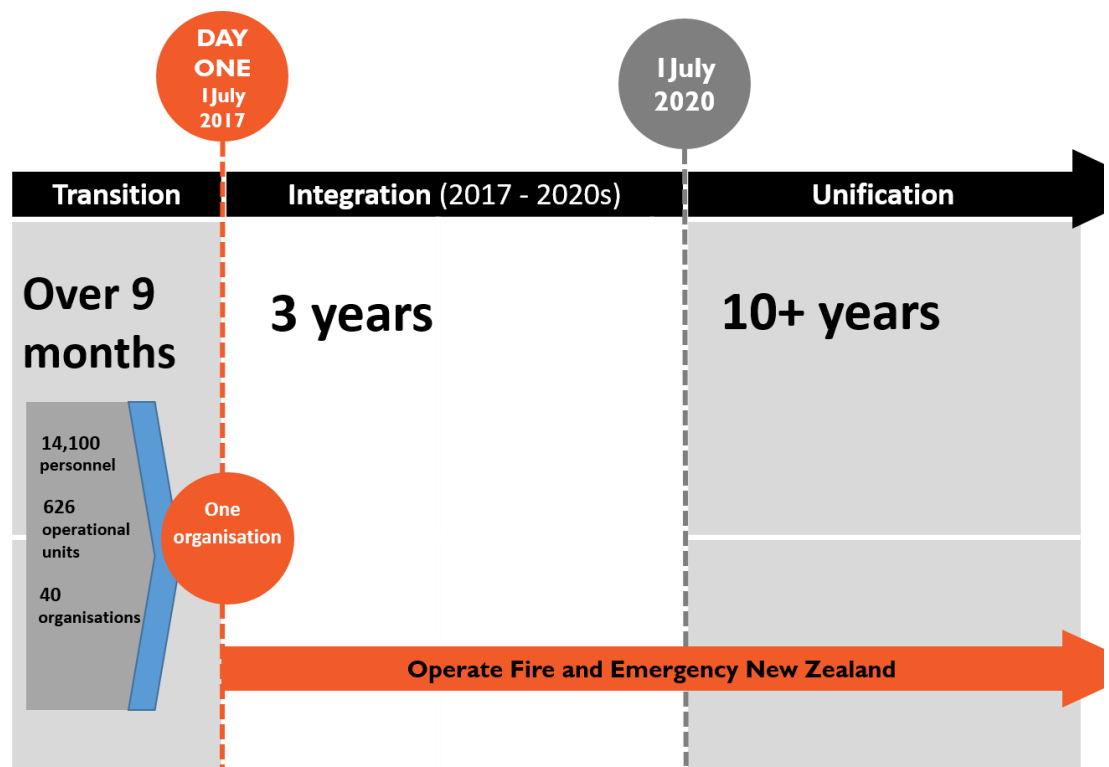 DAY
ONE
1 July
2017
1 July
2020
Transition
Integration (2017 - 2020s)
Unification
Over 9
months
3 years
10+ years
14,100
personnel
626
operational
units
40
organisations
One
organisation
Operate Fire and Emergency New Zealand